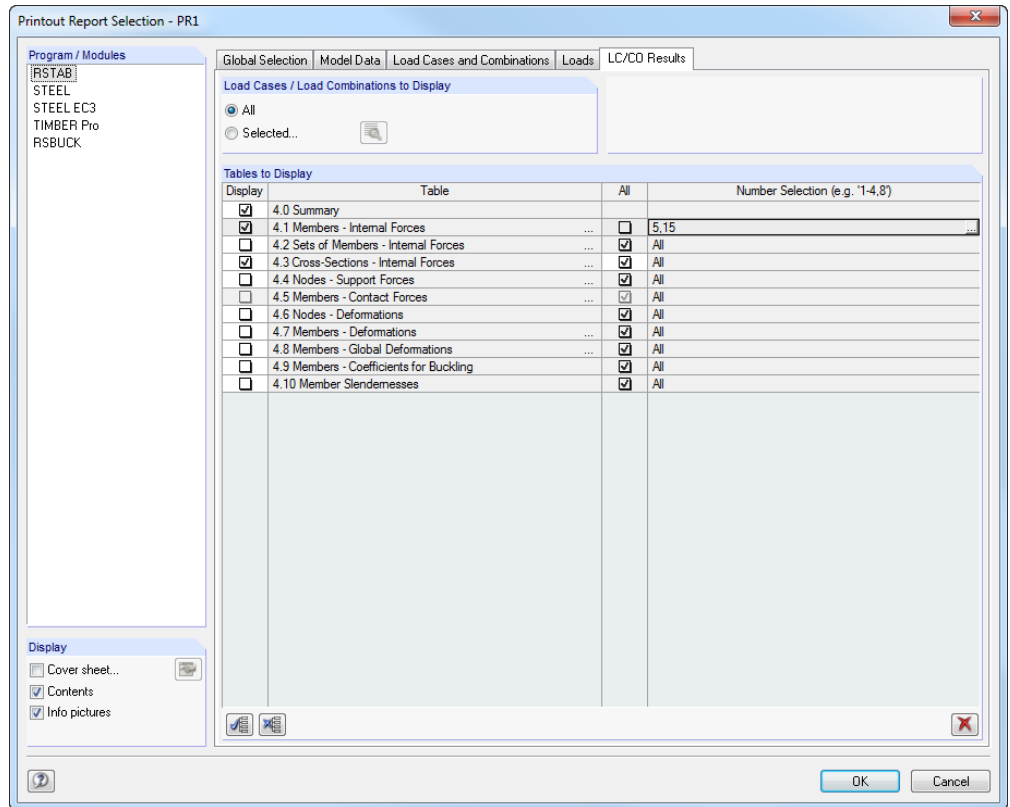 Printout Report Selection - PR1
Program / Modules
RSTAB
STEEL
STEEL EC3
TIMBER Pro
RSBUCK
Global Selection Model Data Load Cases and Combinations Loads LC/CO Results
Load Cases / Load Combinations to Display
All
Selected...
Tables to Display
Display Table All Number Selection (e.g. '1-4,8')
4.0 Summary
4.1 Members - Internal Forces ... 5,15 ...
4.2 Sets of Members - Internal Forces ... All
4.3 Cross-Sections - Internal Forces ... All
4.4 Nodes - Support Forces ... All
4.5 Members - Contact Forces ... All
4.6 Nodes - Deformations All
4.7 Members - Deformations ... All
4.8 Members - Global Deformations ... All
4.9 Members - Coefficients for Buckling All
4.10 Member Slendernesses All
Display
Cover sheet...
Contents
Info pictures
OK Cancel